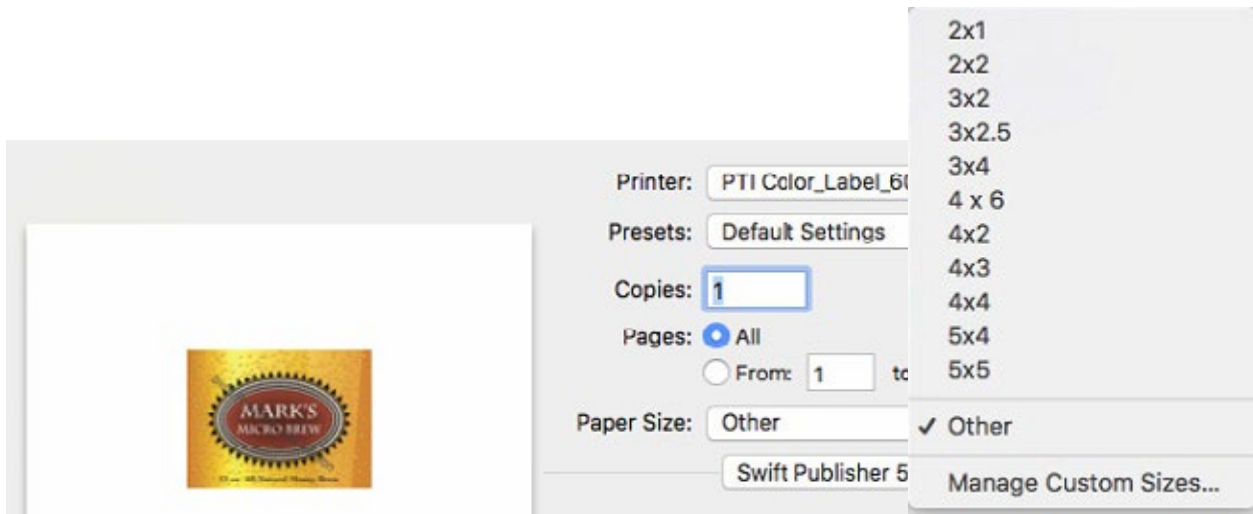 Printer: PTI Color_Label_60
Presets: Default Settings
Copies: 1
Pages: All
From: 1 to
Paper Size: Other
Swift Publisher 5
MARK'S
MICRO BREW
2x1
2x2
3x2
3x2.5
3x4
4 x 6
4x2
4x3
4x4
5x4
5x5
✓ Other
Manage Custom Sizes...